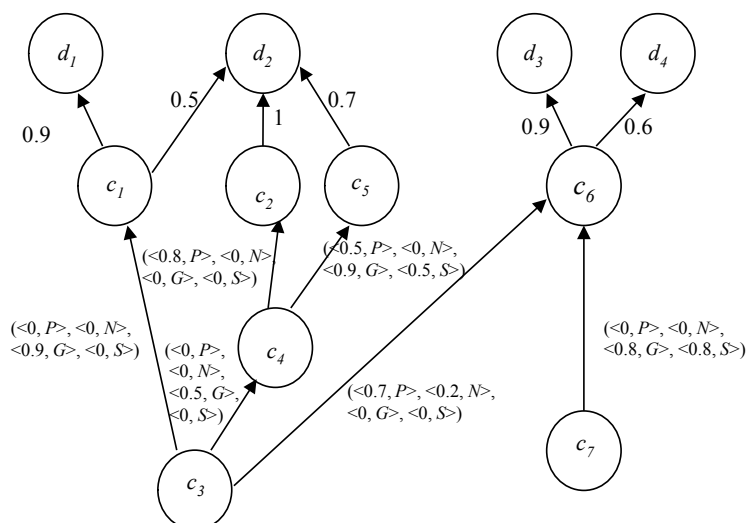 d1
d2
d3
d4
0.9
0.5
1
0.7
0.9
0.6
c1
c2
c5
c6
(<0.8, P>, <0, N>,
<0, G>, <0, S>)
(<0.5, P>, <0, N>,
<0.9, G>, <0.5, S>)
(<0, P>, <0, N>,
<0.9, G>, <0, S>)
(<0, P>,
<0, N>,
<0.5, G>,
<0, S>)
c4
(<0.7, P>, <0.2, N>,
<0, G>, <0, S>)
(<0, P>, <0, N>,
<0.8, G>, <0.8, S>)
c3
c7